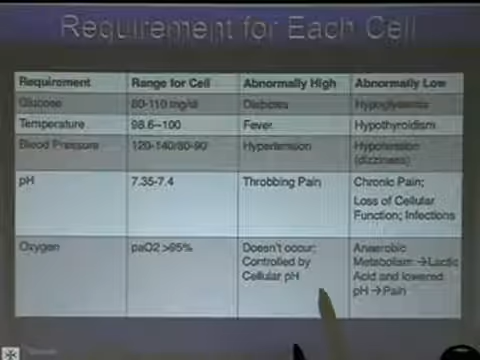 Requirement for Each Cell
Requirement Range for Cell Abnormally High Abnormally Low
Glucose 80-110 mg/dl Diabetes Hypoglycemia
Temperature 98.6--100 Fever Hypothyroidism
Blood Pressure 120-140/80-90 Hypertension Hypotension
(dizziness)
pH 7.35-7.4 Throbbing Pain Chronic Pain;
Loss of Cellular
Function; Infections
Oxygen paO2 >95% Doesn't occur; Anaerobic
Controlled by Metabolism →Lactic
Cellular pH Acid and lowered
pH →Pain